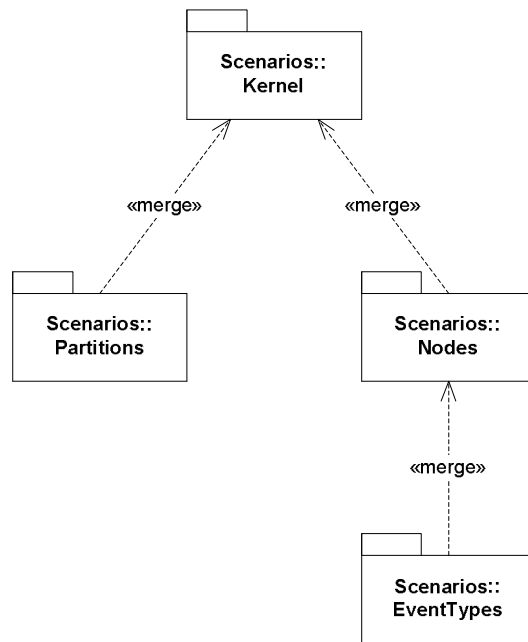 Scenarios::
Kernel
«merge»
«merge»
Scenarios::
Partitions
Scenarios::
Nodes
«merge»
Scenarios::
EventTypes